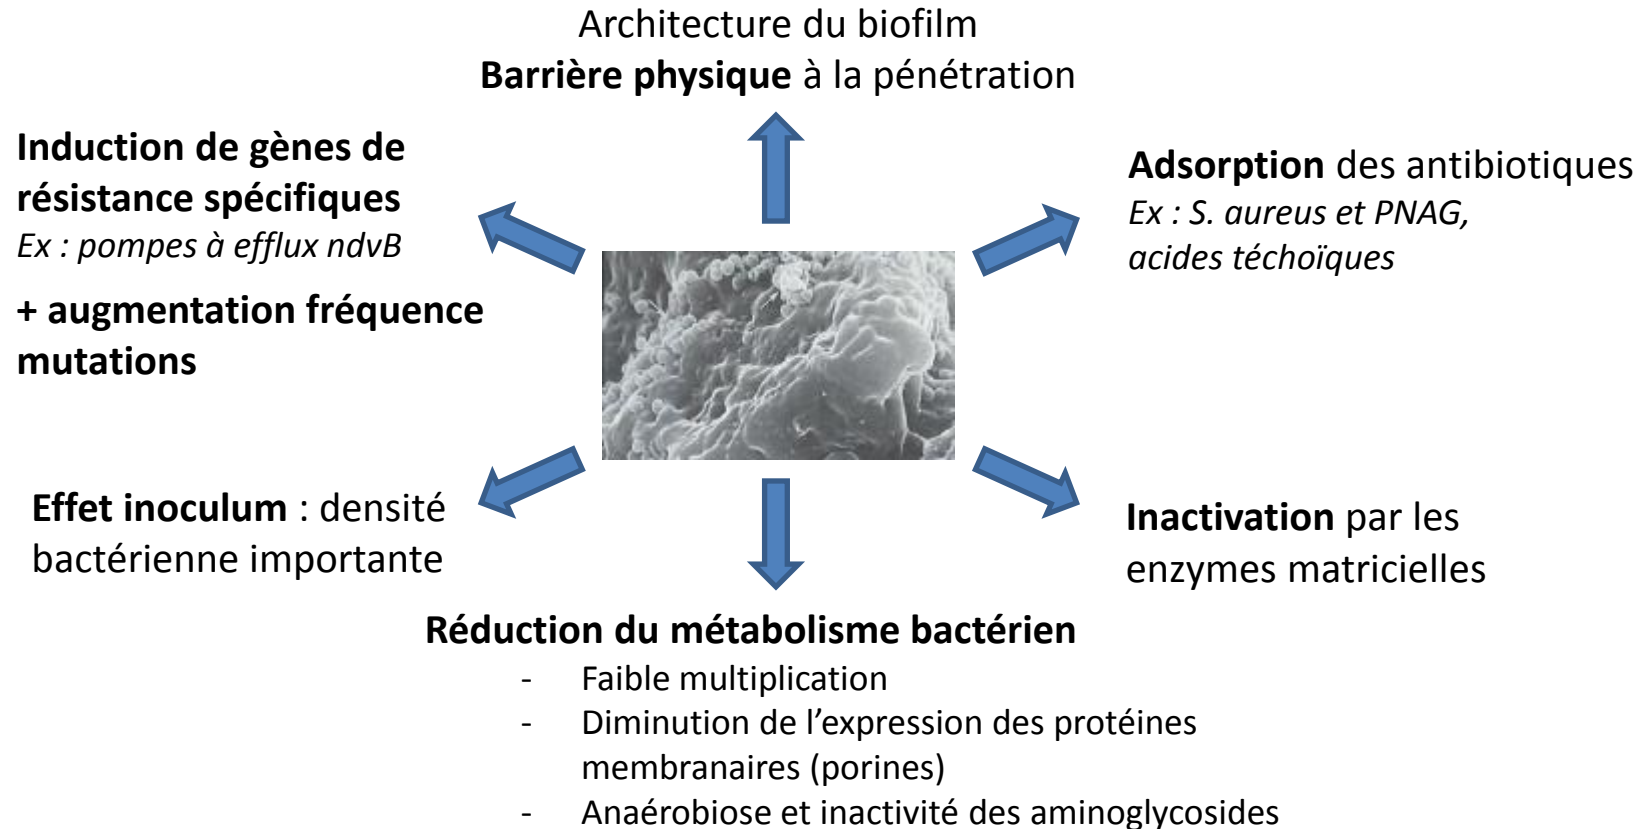 Architecture du biofilm
Barrière physique à la pénétration
Induction de gènes de
résistance spécifiques
Ex : pompes à efflux ndvB
+ augmentation fréquence
mutations
Adsorption des antibiotiques
Ex : S. aureus et PNAG,
acides téchoïques
Effet inoculum : densité
bactérienne importante
Inactivation par les
enzymes matricielles
Réduction du métabolisme bactérien
- Faible multiplication
- Diminution de l’expression des protéines
membranaires (porines)
- Anaérobiose et inactivité des aminoglycosides